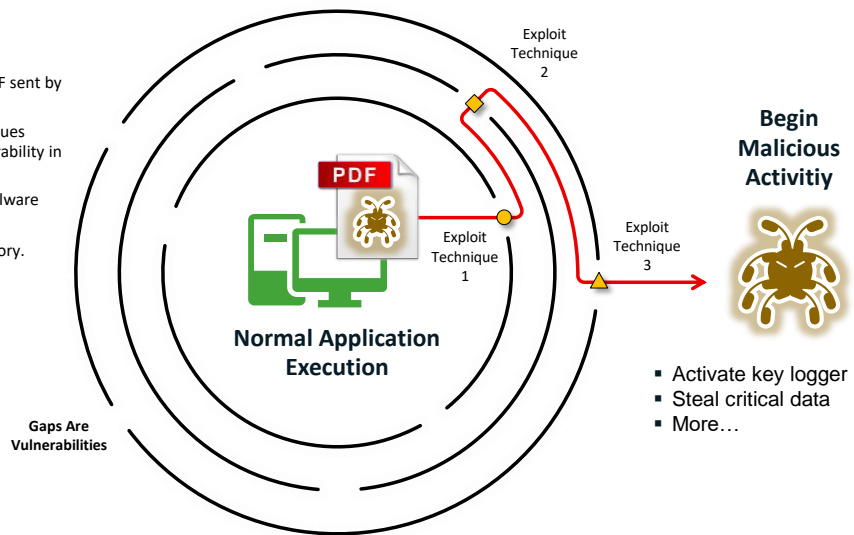 F sent by
ues
rability in
lware
ory.
Exploit
Technique
2
PDF
Exploit
Technique
1
Exploit
Technique
3
Normal Application
Execution
Gaps Are
Vulnerabilities
Begin
Malicious
Activitiy
▪ Activate key logger
▪ Steal critical data
▪ More…